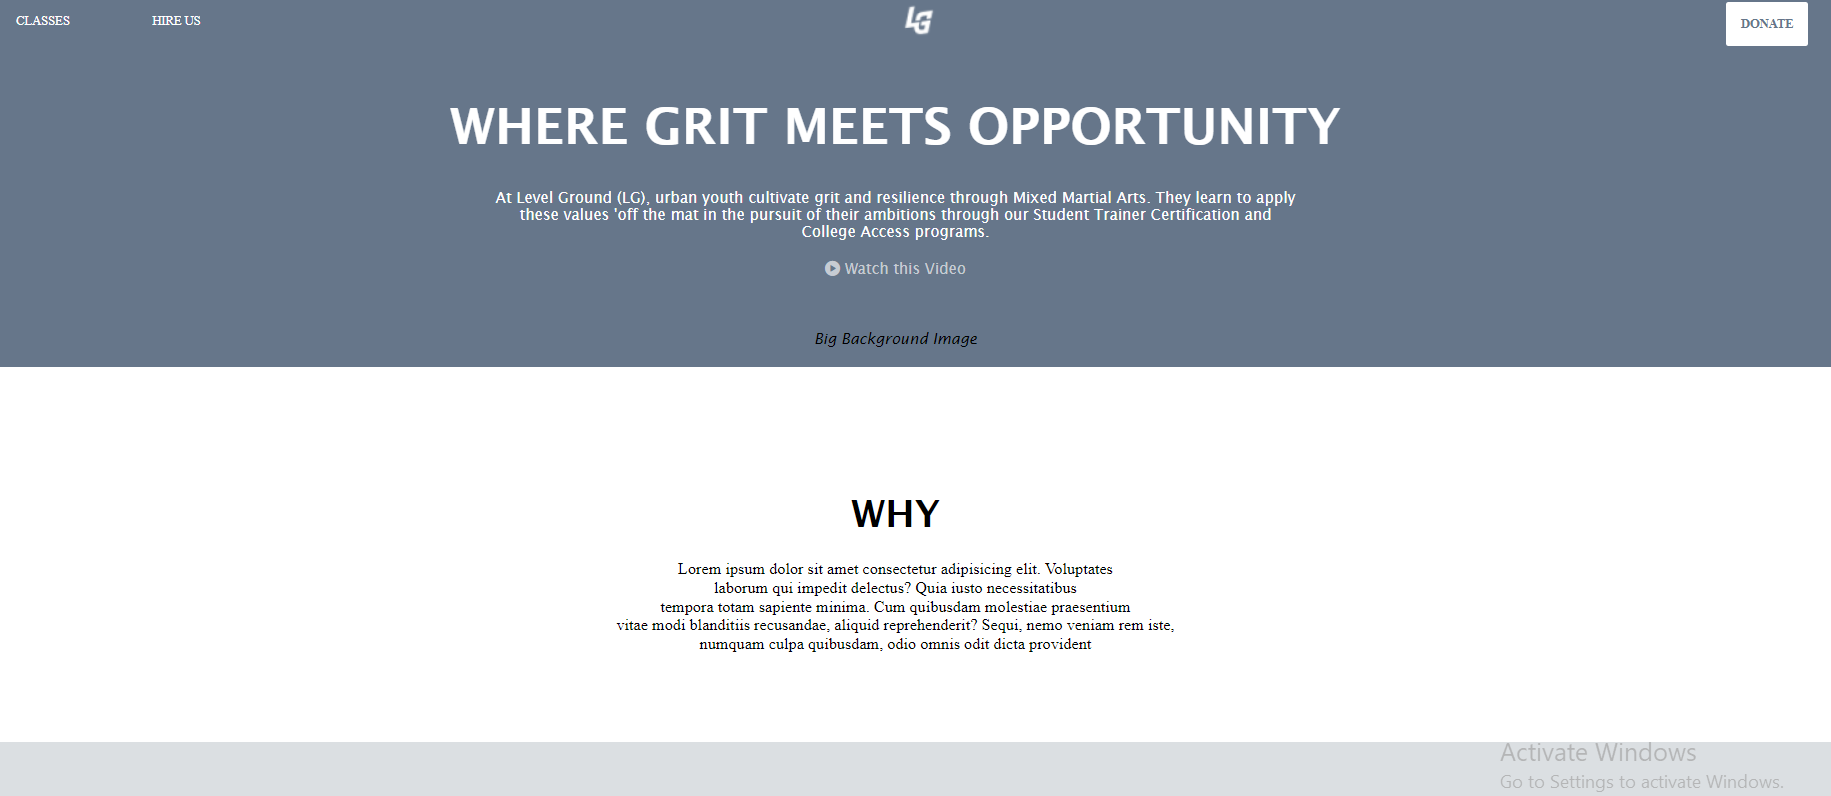 CLASSES
HIRE US
LG
DONATE
WHERE GRIT MEETS OPPORTUNITY
At Level Ground (LG), urban youth cultivate grit and resilience through Mixed Martial Arts. They learn to apply
these values 'off the mat in the pursuit of their ambitions through our Student Trainer Certification and
College Access programs.
Watch this Video
Big Background Image
WHY
Lorem ipsum dolor sit amet consectetur adipisicing elit. Voluptates
laborum qui impedit delectus? Quia iusto necessitatibus
tempora totam sapiente minima. Cum quibusdam molestiae praesentium
vitae modi blanditiis recusandae, aliquid reprehenderit? Sequi, nemo veniam rem iste,
numquam culpa quibusdam, odio omnis odit dicta provident
Activate Windows
Go to Settings to activate Windows.